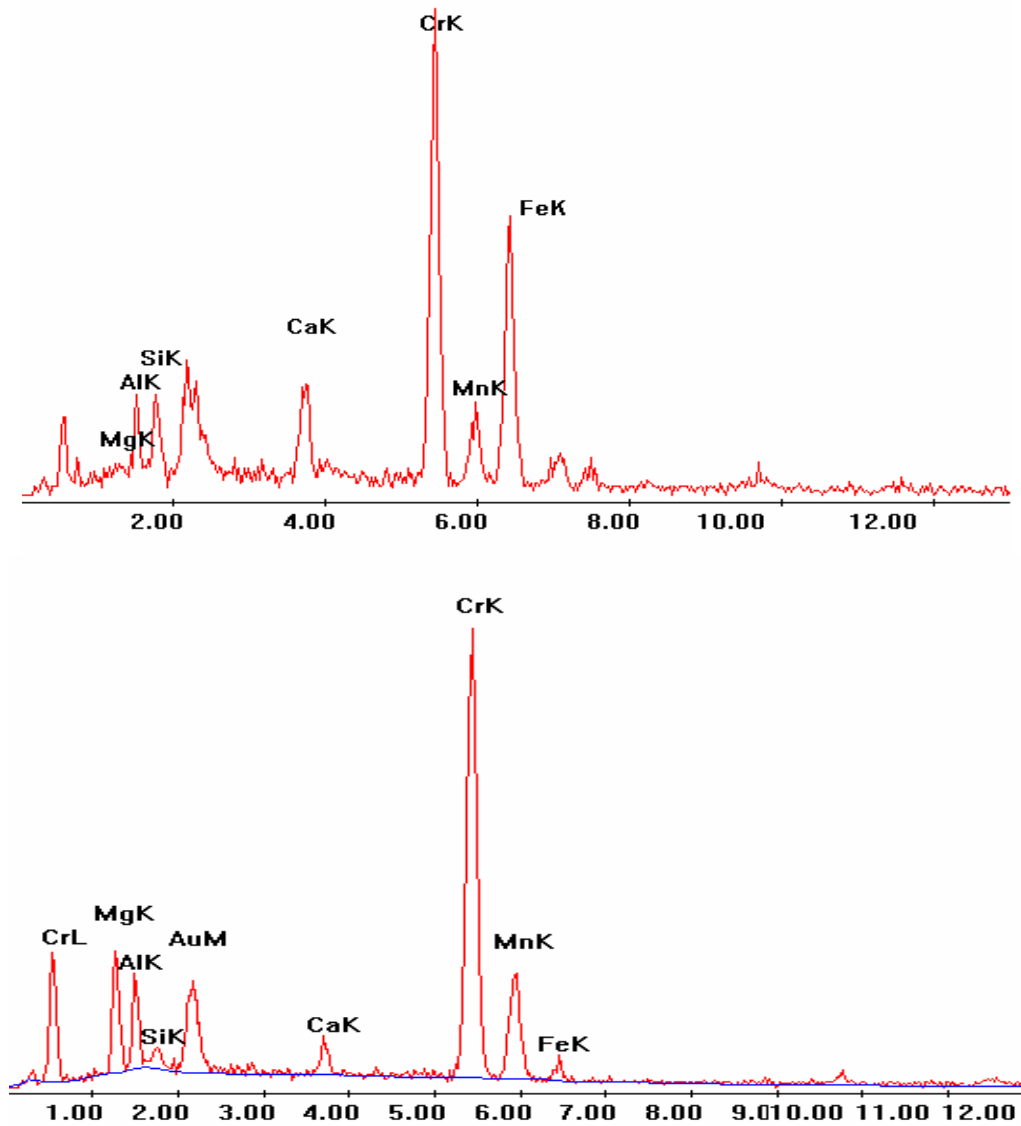 CrK
FeK
CaK
SiK
AlK
MnK
MgK
2.00 4.00 6.00 8.00 10.00 12.00
CrK
MgK
CrL AuM MnK
AlK
CaK
SiK FeK
1.00 2.00 3.00 4.00 5.00 6.00 7.00 8.00 9.010.00 11.00 12.00